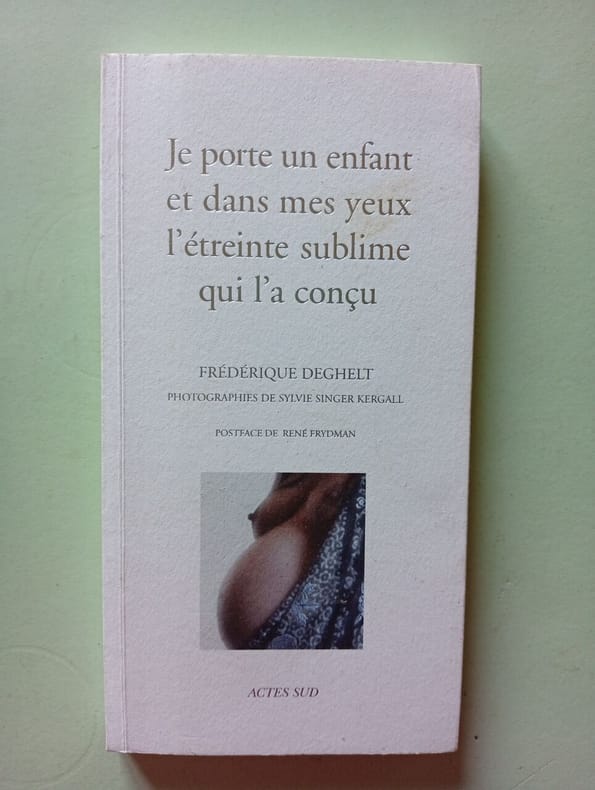 Je porte un enfant
et dans mes yeux
l'étreinte sublime
qui l'a conçu
FRÉDÉRIQUE DEGHELT
PHOTOGRAPHIES DE SYLVIE SINGER KERGALL
POSTFACE DE RENÉ FRYDMAN
ACTES SUD